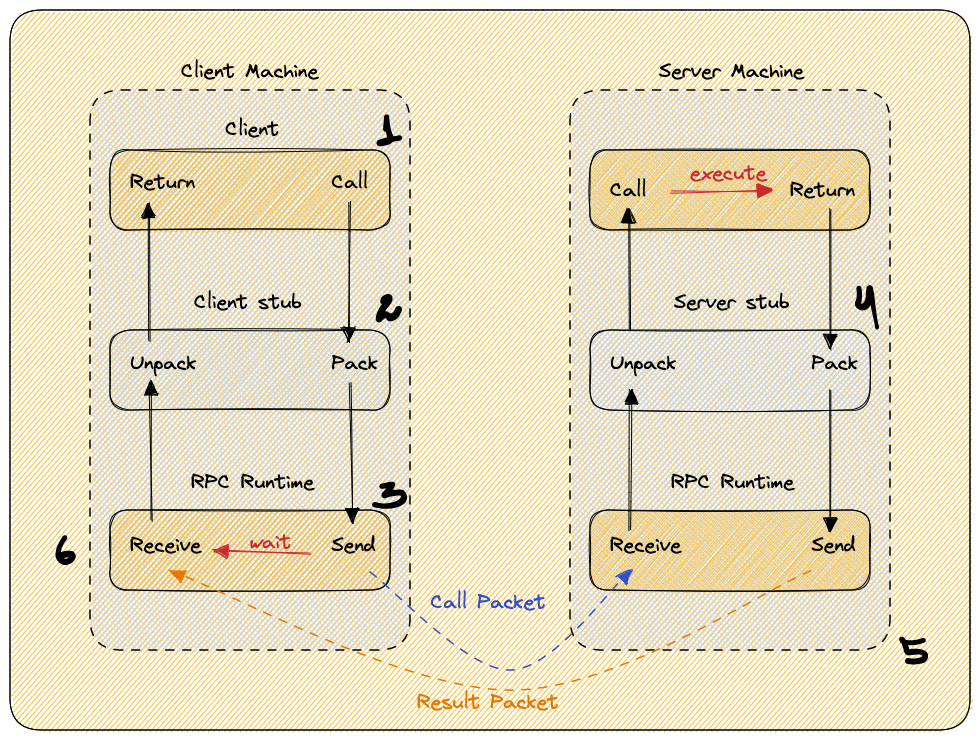 Client Machine
Client
1
Return
Call
Client stub
2
Unpack
Pack
RPC Runtime
3
6
Receive
wait
Send
Server Machine
Call
execute
Return
Server stub
4
Unpack
Pack
RPC Runtime
Receive
Send
5
Call Packet
Result Packet